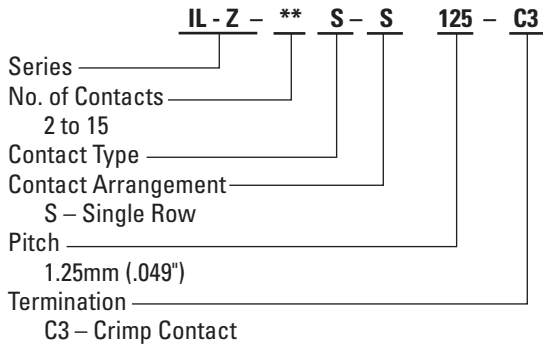 IL - Z – ** S – S 125 – C3
Series
No. of Contacts
2 to 15
Contact Type
Contact Arrangement
S – Single Row
Pitch
1.25mm (.049")
Termination
C3 – Crimp Contact